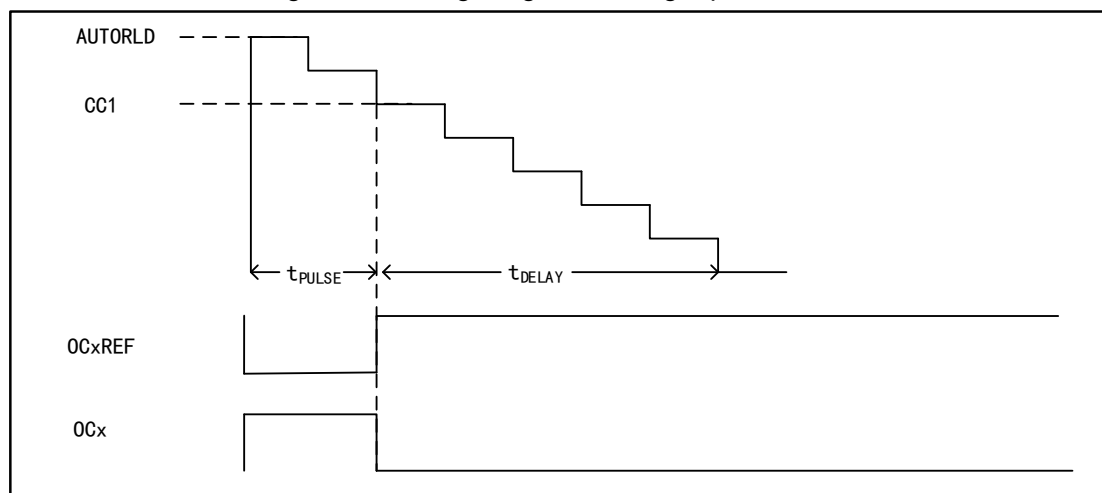 AUTORLD
CC1
tPULSE
tDELAY
OCxREF
OCx